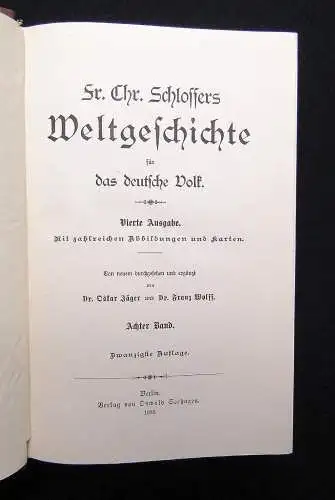 Fr. Chr. Schlossers
Weltgeschichte
für
das deutsche Volk.
Vierte Ausgabe.
Mit zahlreichen Abbildungen und Karten.
Von neuem durchgesehen und ergänzt
von
Dr. Oskar Jäger und Dr. Franz Wolff.
Achter Band.
Zwanzigste Auflage.
Berlin.
Verlag von Oswald Seehagen.